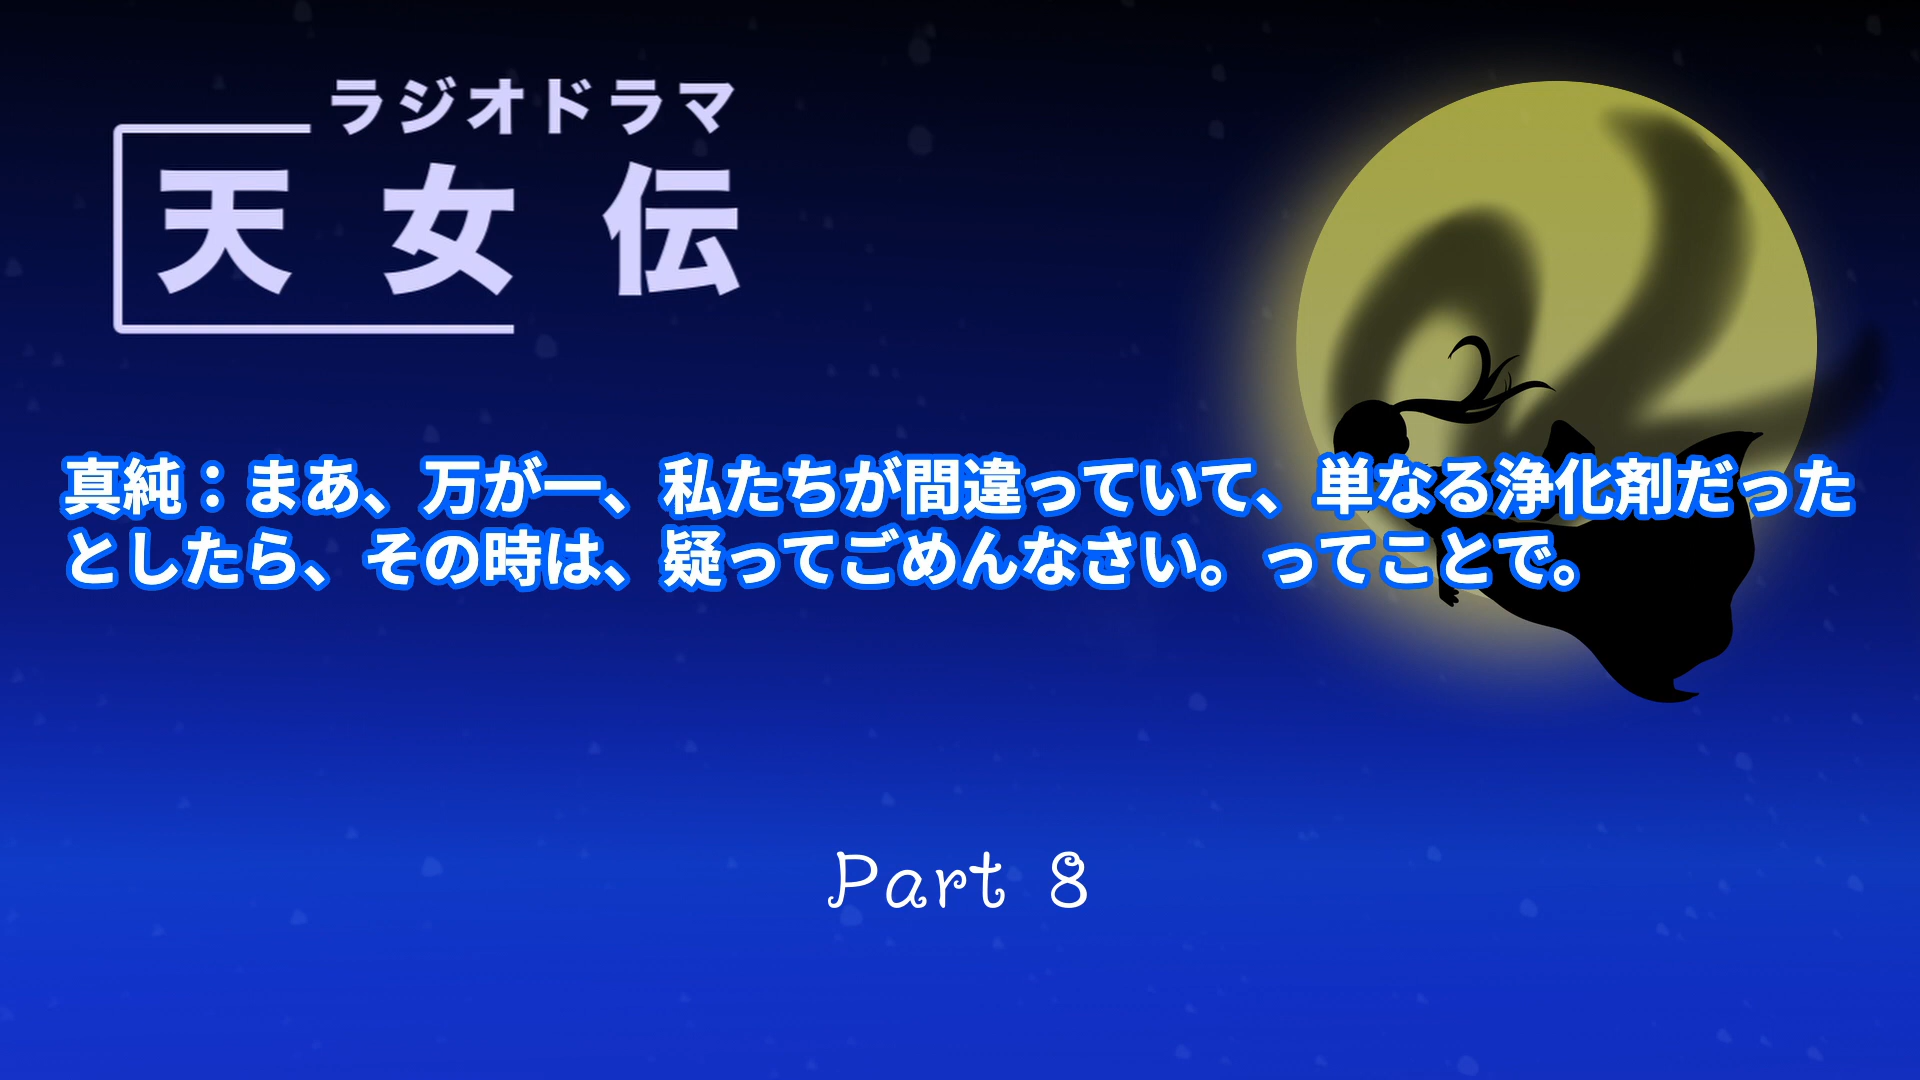 ラジオドラマ
天女伝
真純：まあ、万が一、私たちが間違っていて、単なる浄化剤だった
としたら、その時は、疑ってごめんなさい。ってことで。
Part 8